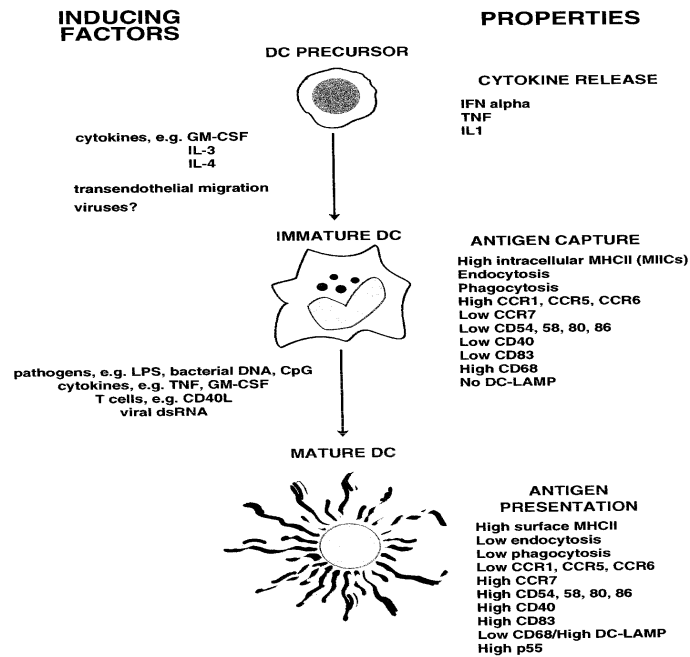 INDUCING
FACTORS
PROPERTIES
DC PRECURSOR
CYTOKINE RELEASE
IFN alpha
TNF
IL1
cytokines, e.g. GM-CSF
IL-3
IL-4
transendothelial migration
viruses?
IMMATURE DC
ANTIGEN CAPTURE
High intracellular MHCII (MIICs)
Endocytosis
Phagocytosis
High CCR1, CCR5, CCR6
Low CCR7
Low CD54, 58, 80, 86
Low CD40
Low CD83
High CD68
No DC-LAMP
pathogens, e.g. LPS, bacterial DNA, CpG
cytokines, e.g. TNF, GM-CSF
T cells, e.g. CD40L
viral dsRNA
MATURE DC
ANTIGEN
PRESENTATION
High surface MHCII
Low endocytosis
Low phagocytosis
Low CCR1, CCR5, CCR6
High CCR7
High CD54, 58, 80, 86
High CD40
High CD83
Low CD68/High DC-LAMP
High p55